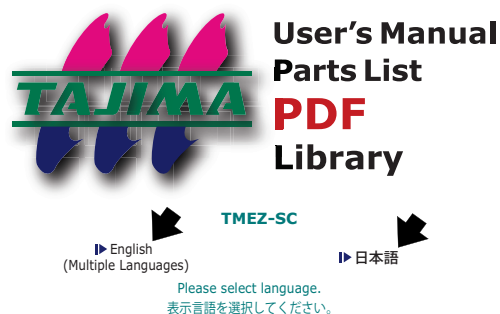 TAJIMA
User's Manual
Parts List
PDF
Library
TMEZ-SC
English
(Multiple Languages)
日本語
Please select language.
表示言語を選択してください。